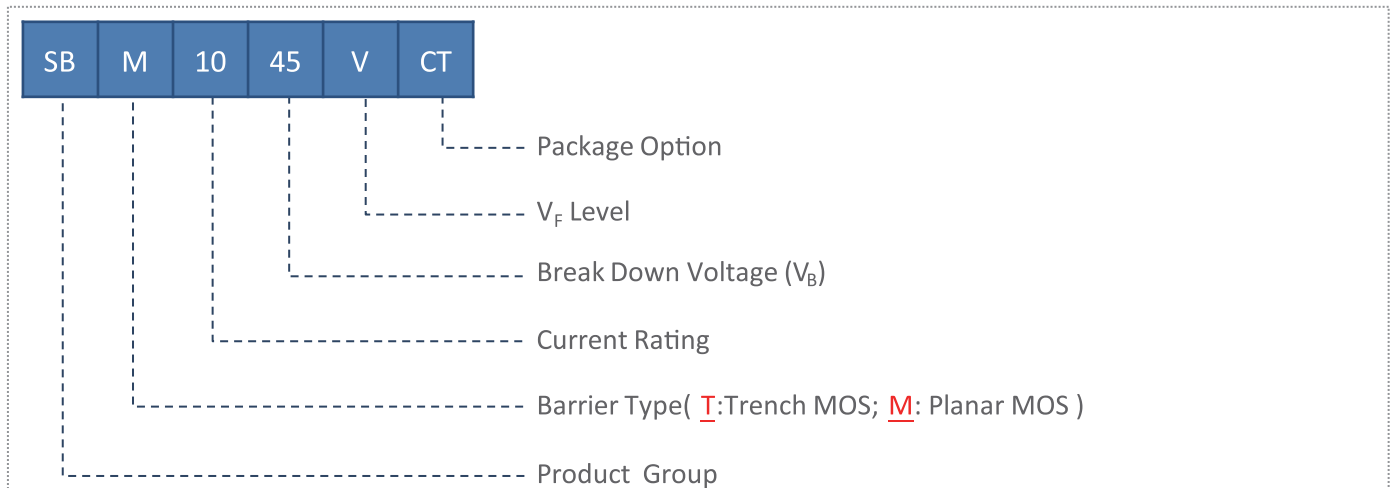 SB M 10 45 V CT
Package Option
VF Level
Break Down Voltage (VB)
Current Rating
Barrier Type( T:Trench MOS; M: Planar MOS )
Product Group